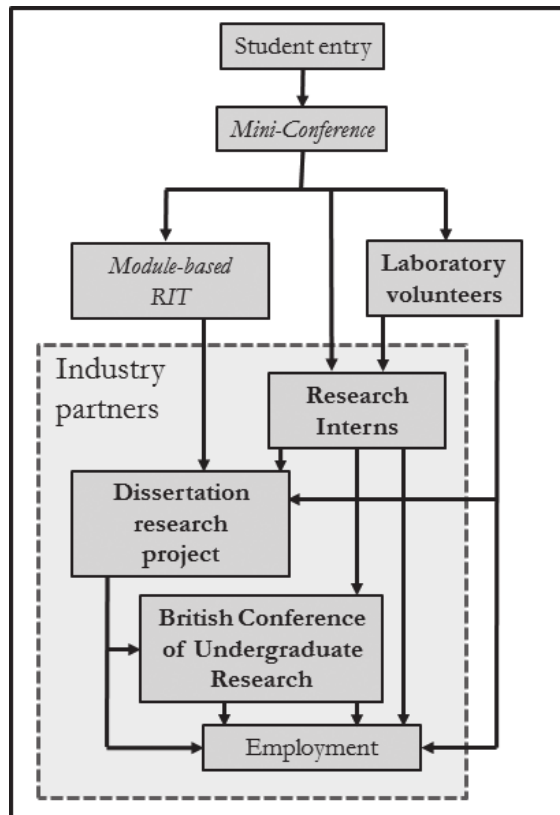 Student entry
Mini-Conference
Module-based
RIT
Laboratory
volunteers
Industry
partners
Research
Interns
Dissertation
research
project
British Conference
of Undergraduate
Research
Employment